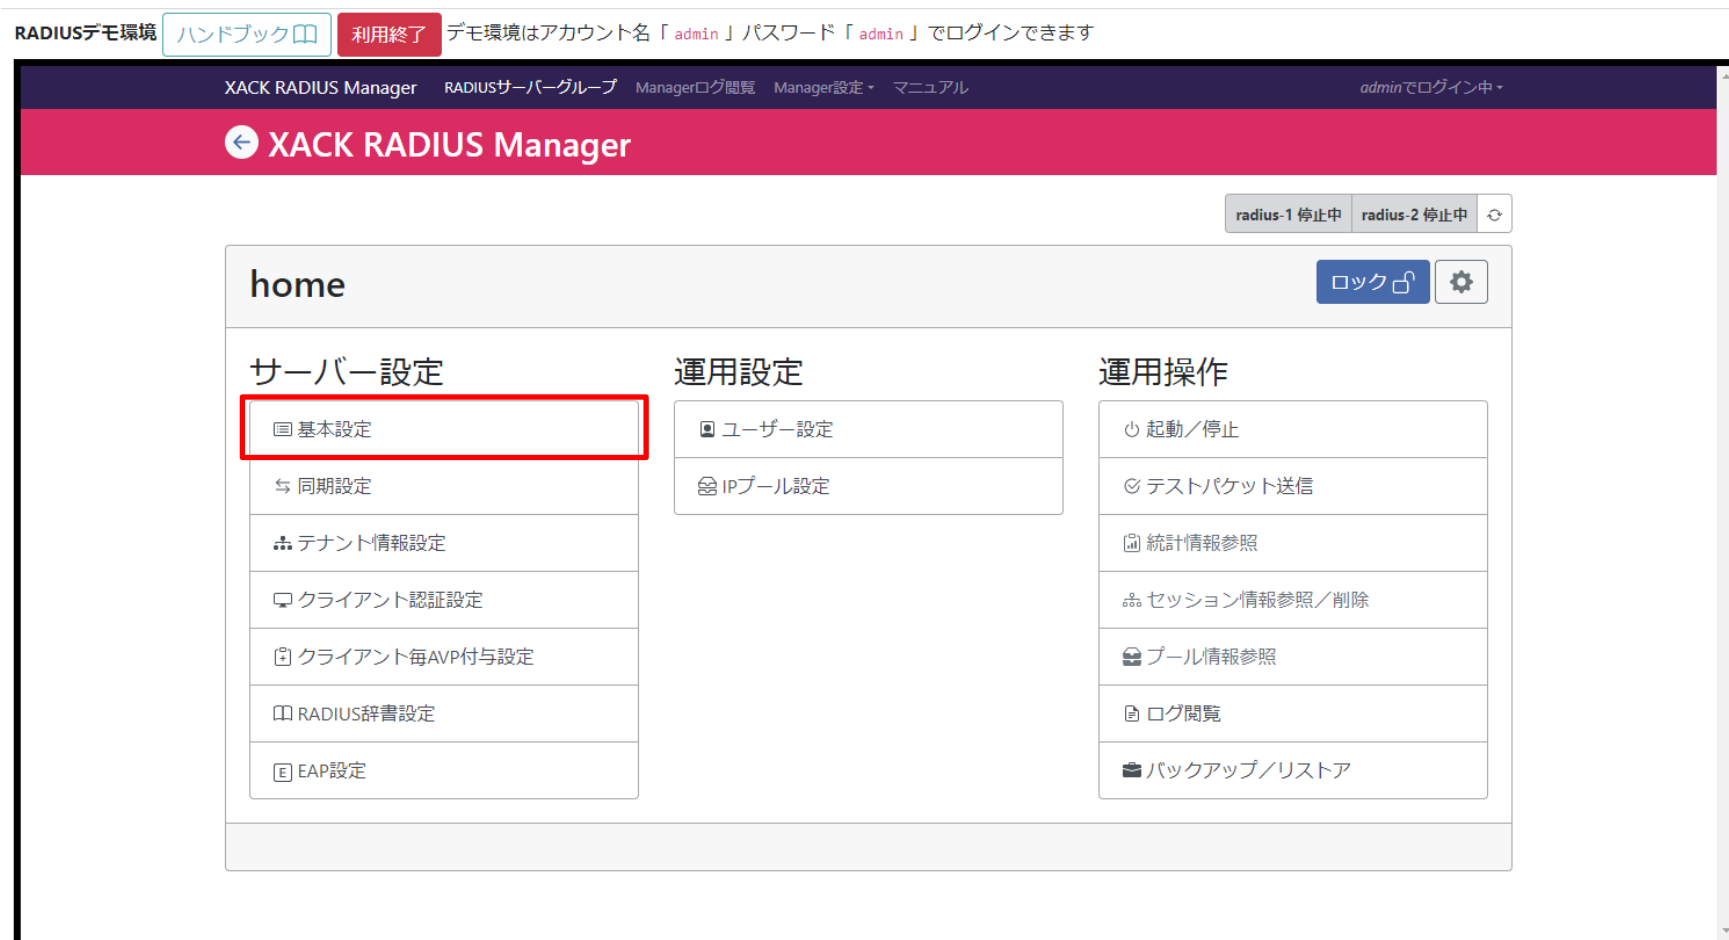 RADIUSデモ環境 ハンドブック 利用終了 デモ環境はアカウント名「 admin 」パスワード「 admin 」でログインできます
XACK RADIUS Manager RADIUSサーバーグループ Managerログ閲覧 Manager設定 マニュアル adminでログイン中
XACK RADIUS Manager
radius-1 停止中 radius-2 停止中
home
ロック
サーバー設定
基本設定
同期設定
テナント情報設定
クライアント認証設定
クライアント毎AVP付与設定
RADIUS辞書設定
EAP設定
運用設定
ユーザー設定
IPプール設定
運用操作
起動／停止
テストパケット送信
統計情報参照
セッション情報参照／削除
プール情報参照
ログ閲覧
バックアップ／リストア